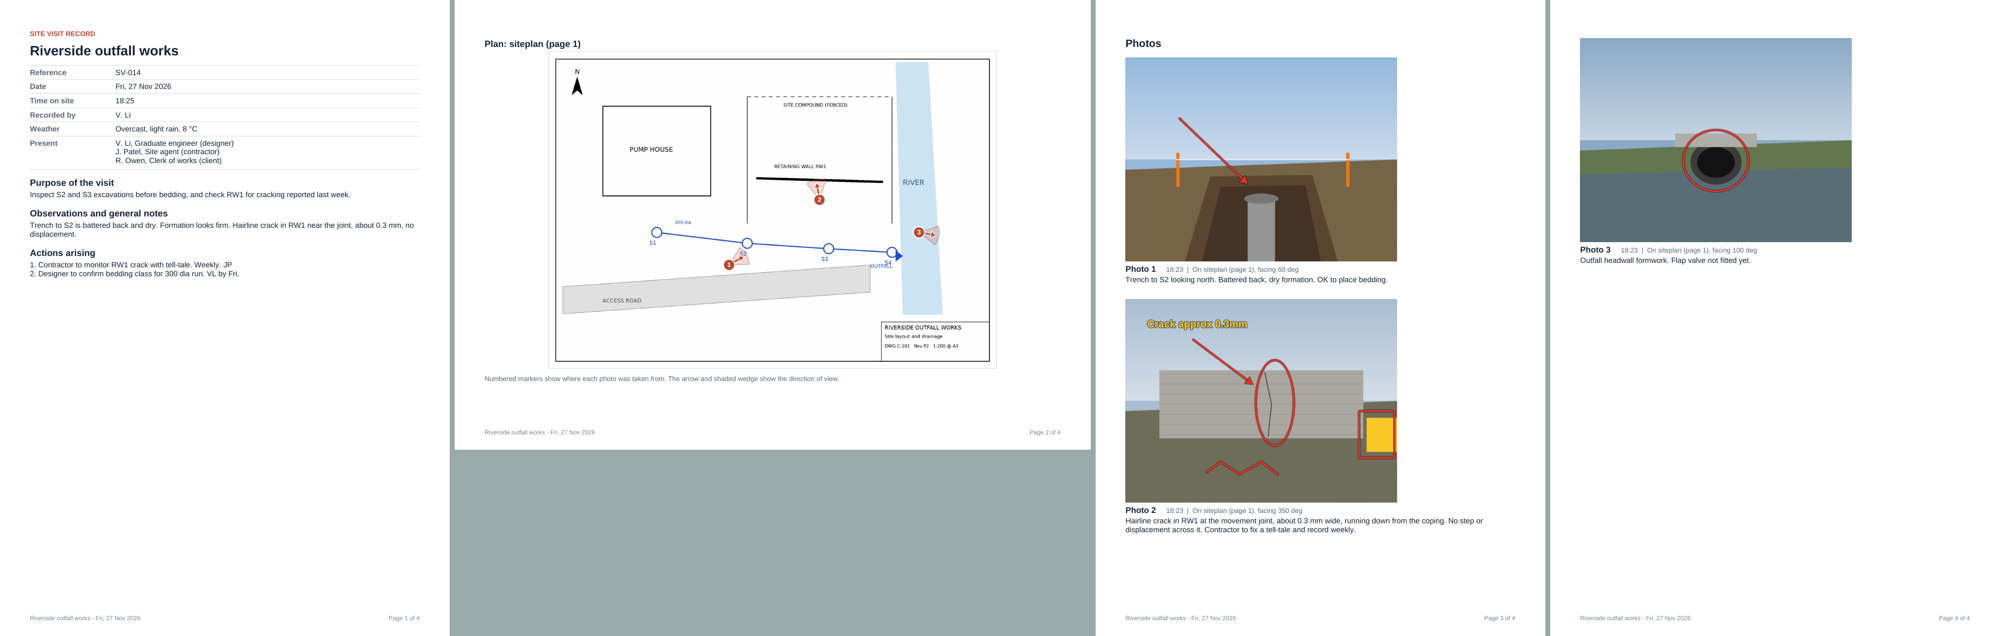 SITE VISIT RECORD
Riverside outfall works
Reference SV-014
Date Fri, 27 Nov 2026
Time on site 18:25
Recorded by V. Li
Weather Overcast, light rain, 8 °C
Present V. Li, Graduate engineer (designer)
J. Patel, Site agent (contractor)
R. Owen, Clerk of works (client)
Purpose of the visit
Inspect S2 and S3 excavations before bedding, and check RW1 for cracking reported last week.
Observations and general notes
Trench to S2 is battered back and dry. Formation looks firm. Hairline crack in RW1 near the joint, about 0.3 mm, no
displacement.
Actions arising
1. Contractor to monitor RW1 crack with tell-tale. Weekly. JP
2. Designer to confirm bedding class for 300 dia run. VL by Fri.
Riverside outfall works - Fri, 27 Nov 2026 Page 1 of 4
Plan: siteplan (page 1)
N
SITE COMPOUND (FENCED)
PUMP HOUSE
RETAINING WALL RW1
RIVER
2
300 dia
3
S1
S2
S3
S4
1
OUTFALL
ACCESS ROAD
RIVERSIDE OUTFALL WORKS
Site layout and drainage
DWG C-101 Rev P2 1:200 @ A3
Numbered markers show where each photo was taken from. The arrow and shaded wedge show the direction of view.
Riverside outfall works - Fri, 27 Nov 2026 Page 2 of 4
Photos
Photo 1 18:23 | On siteplan (page 1), facing 60 deg
Trench to S2 looking north. Battered back, dry formation. OK to place bedding.
Crack approx 0.3mm
Photo 2 18:23 | On siteplan (page 1), facing 350 deg
Hairline crack in RW1 at the movement joint, about 0.3 mm wide, running down from the coping. No step or
displacement across it. Contractor to fix a tell-tale and record weekly.
Riverside outfall works - Fri, 27 Nov 2026 Page 3 of 4
Photo 3 18:23 | On siteplan (page 1), facing 100 deg
Outfall headwall formwork. Flap valve not fitted yet.
Riverside outfall works - Fri, 27 Nov 2026 Page 4 of 4